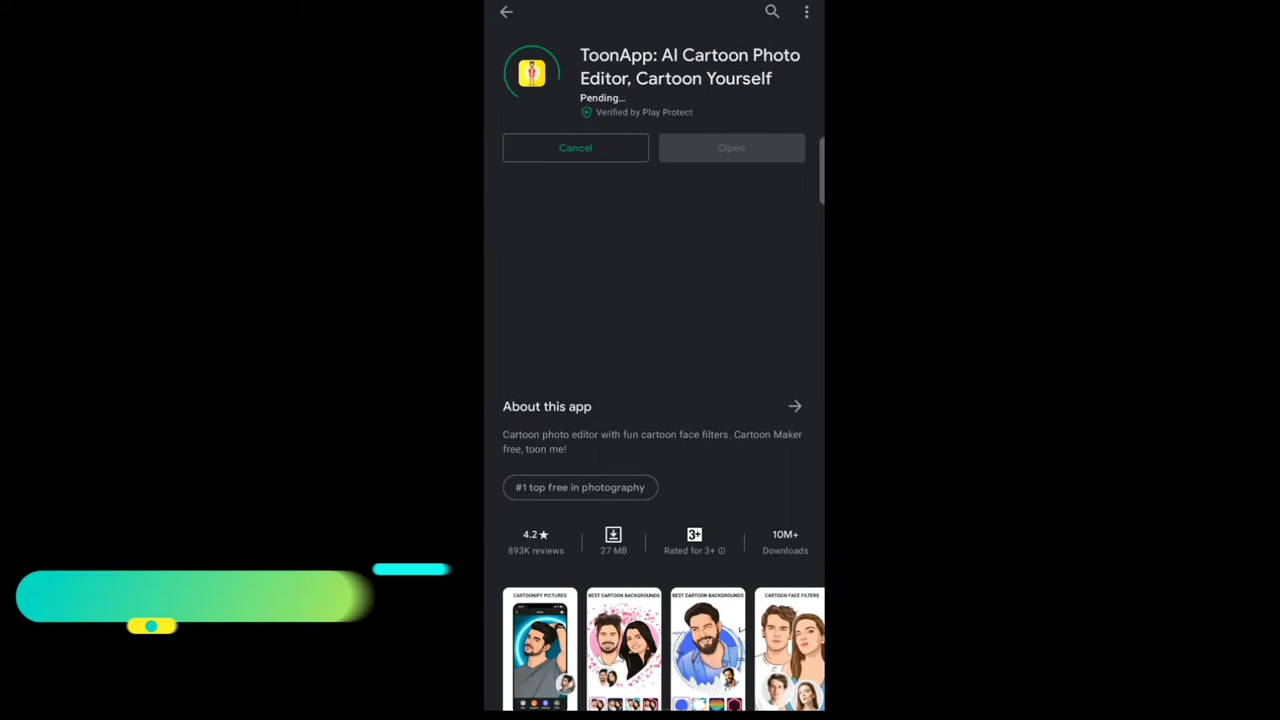 ToonApp: AI Cartoon Photo
Editor, Cartoon Yourself
Pending...
Verified by Play Protect
Cancel
Open
About this app
Cartoon photo editor with fun cartoon face filters. Cartoon Maker
free, toon me!
#1 top free in photography
4.2★
893K reviews
27 MB
3+
Rated for 3+
10M+
Downloads
CARTOONIFY PICTURES
BEST CARTOON BACKGROUNDS
BEST CARTOON BACKGROUNDS
CARTOON FACE FILTERS